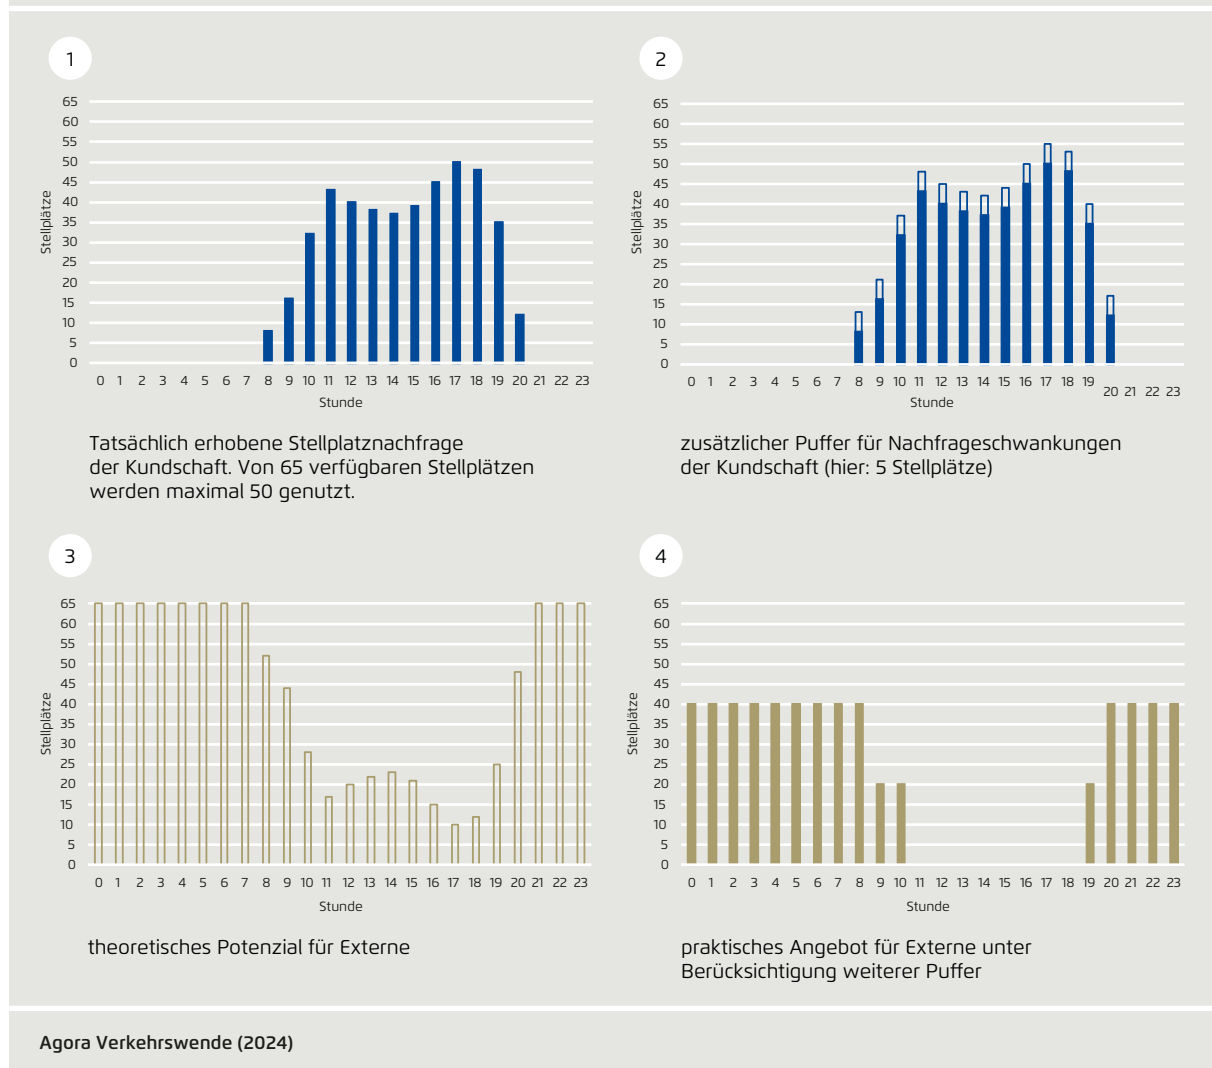 1
65
60
55
50
45
40
35
30
25
20
15
10
5
0
Stellplätze
0 1 2 3 4 5 6 7 8 9 10 11 12 13 14 15 16 17 18 19 20 21 22 23
Stunde
Tatsächlich erhobene Stellplatznachfrage
der Kundschaft. Von 65 verfügbaren Stellplätzen
werden maximal 50 genutzt.
2
65
60
55
50
45
40
35
30
25
20
15
10
5
0
Stellplätze
0 1 2 3 4 5 6 7 8 9 10 11 12 13 14 15 16 17 18 19 20 21 22 23
Stunde
zusätzlicher Puffer für Nachfrageschwankungen
der Kundschaft (hier: 5 Stellplätze)
3
65
60
55
50
45
40
35
30
25
20
15
10
5
0
Stellplätze
0 1 2 3 4 5 6 7 8 9 10 11 12 13 14 15 16 17 18 19 20 21 22 23
Stunde
theoretisches Potenzial für Externe
4
65
60
55
50
45
40
35
30
25
20
15
10
5
0
Stellplätze
0 1 2 3 4 5 6 7 8 9 10 11 12 13 14 15 16 17 18 19 20 21 22 23
Stunde
praktisches Angebot für Externe unter
Berücksichtigung weiterer Puffer
Agora Verkehrswende (2024)